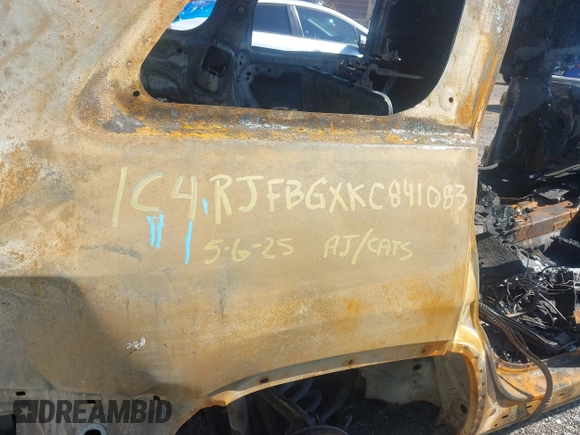 1C4RJFBGXKC841083
5-6-25 AJ/CATS
DREAMBID